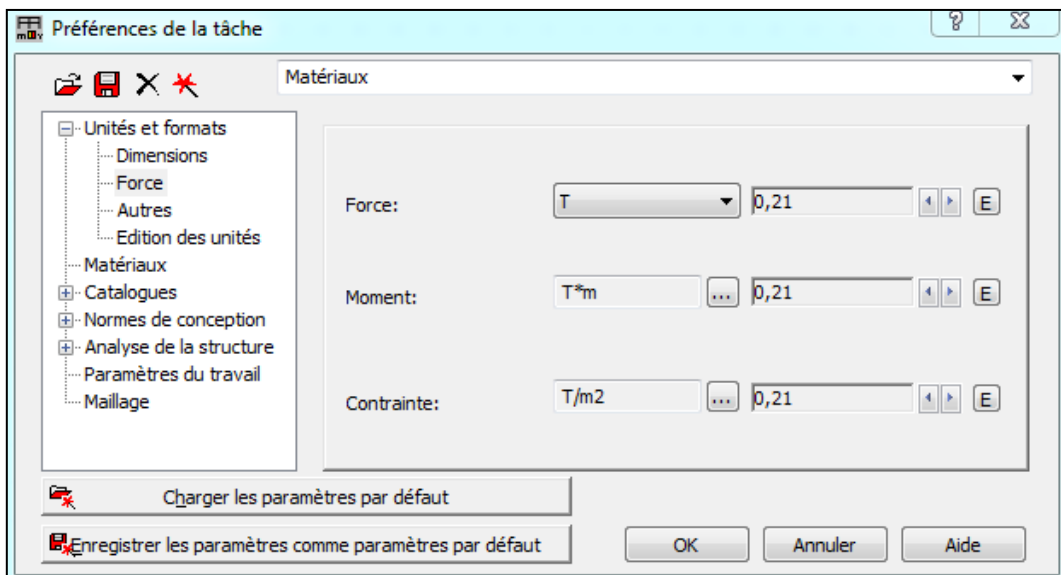 Préférences de la tâche
Matériaux
Unités et formats
Dimensions
Force
Autres
Edition des unités
Matériaux
Catalogues
Normes de conception
Analyse de la structure
Paramètres du travail
Maillage
Force: T 0,21 E
Moment: T*m ... 0,21 E
Contrainte: T/m2 ... 0,21 E
Charger les paramètres par défaut
Enregistrer les paramètres comme paramètres par défaut
OK Annuler Aide